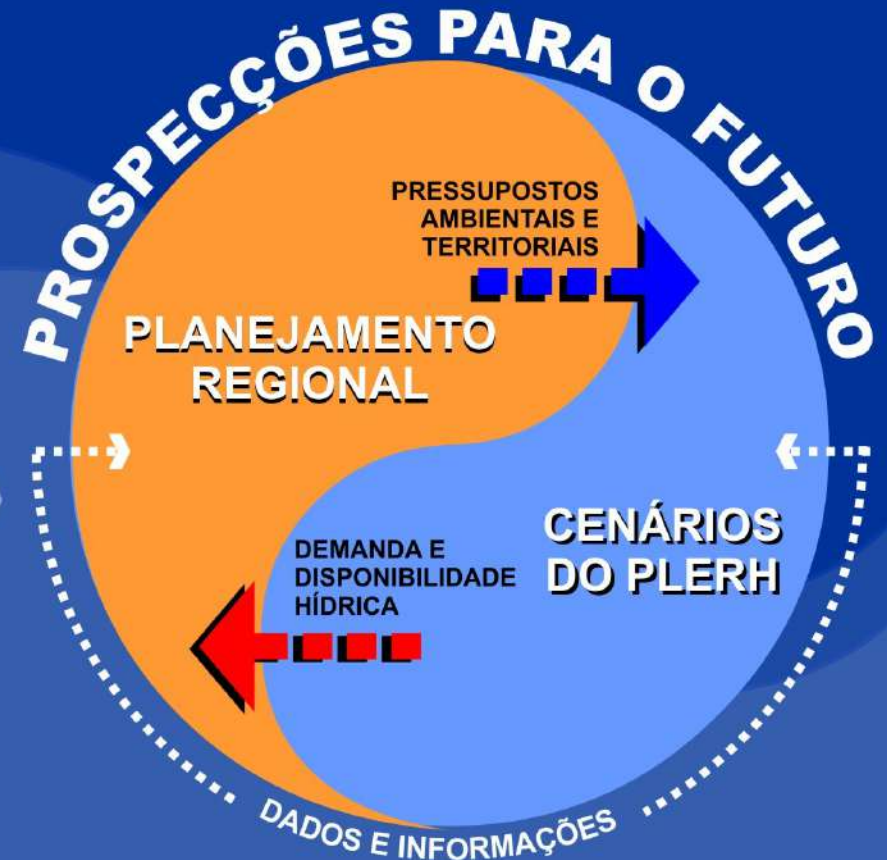 PROSPECÇÕES PARA O FUTURO
PRESSUPOSTOS
AMBIENTAIS E
TERRITORIAIS
PLANEJAMENTO
REGIONAL
CENÁRIOS
DO PLERH
DEMANDA E
DISPONIBILIDADE
HÍDRICA
DADOS E INFORMAÇÕES